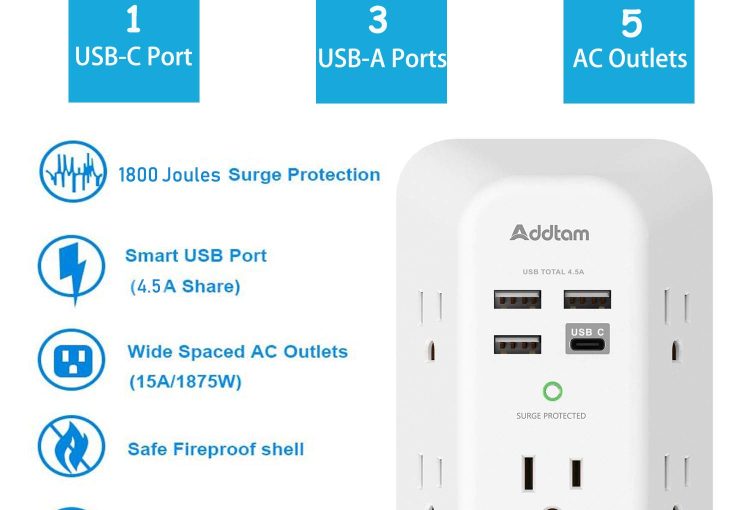 1
USB-C Port
3
USB-A Ports
5
AC Outlets
1800 Joules Surge Protection
Smart USB Port
(4.5A Share)
Wide Spaced AC Outlets
(15A/1875W)
Safe Fireproof shell
Addtam
USB TOTAL 4.5A
USB C
SURGE PROTECTED